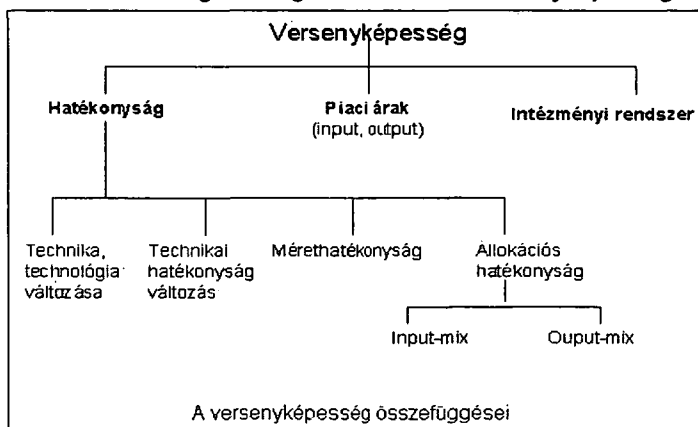 Versenyképesség
Hatékonyság
Piaci árak
(input, output)
Intézményi rendszer
Technika,
technológia
változása
Technikai
hatékonyság
változás
Mérethatékonyság
Allokációs
hatékonyság
Input-mix
Ouput-mix
A versenyképesség összefüggései